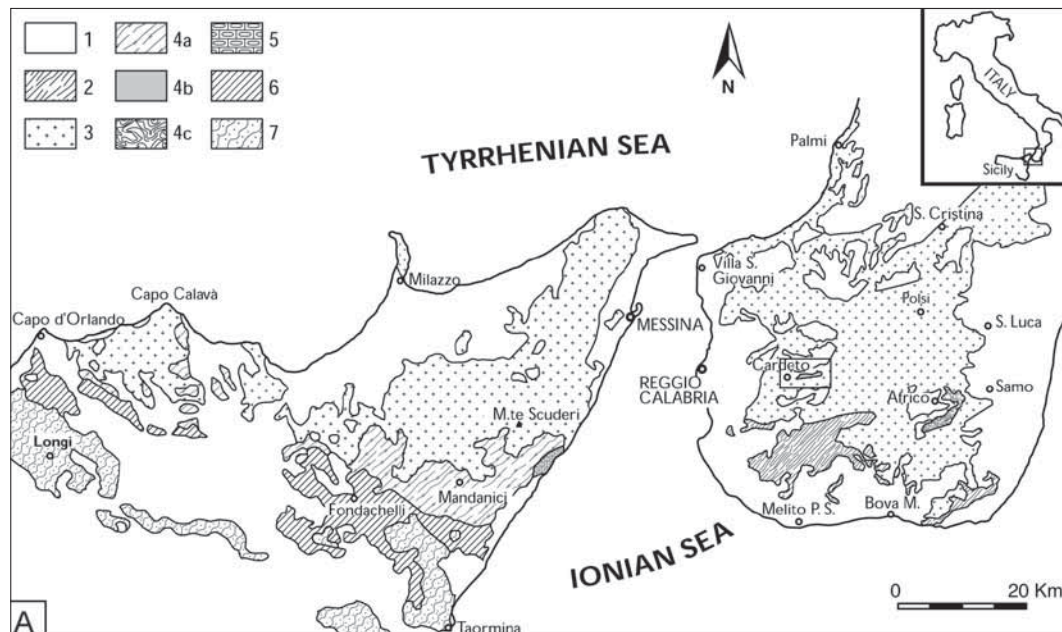 1
4a
5
2
4b
6
3
4c
7
N
ITALY
Sicily
TYRRHENIAN SEA
Palmi
S. Cristina
Milazzo
Villa S.
Giovanni
Capo Calavà
Polsi
Capo d'Orlando
MESSINA
S. Luca
REGGIO
CALABRIA
Cardeto
Samo
Africo
M.te Scuderi
Longi
Mandanici
Fondachelli
Melito P. S.
Bova M.
IONIAN SEA
0 20 Km
A
Taormina